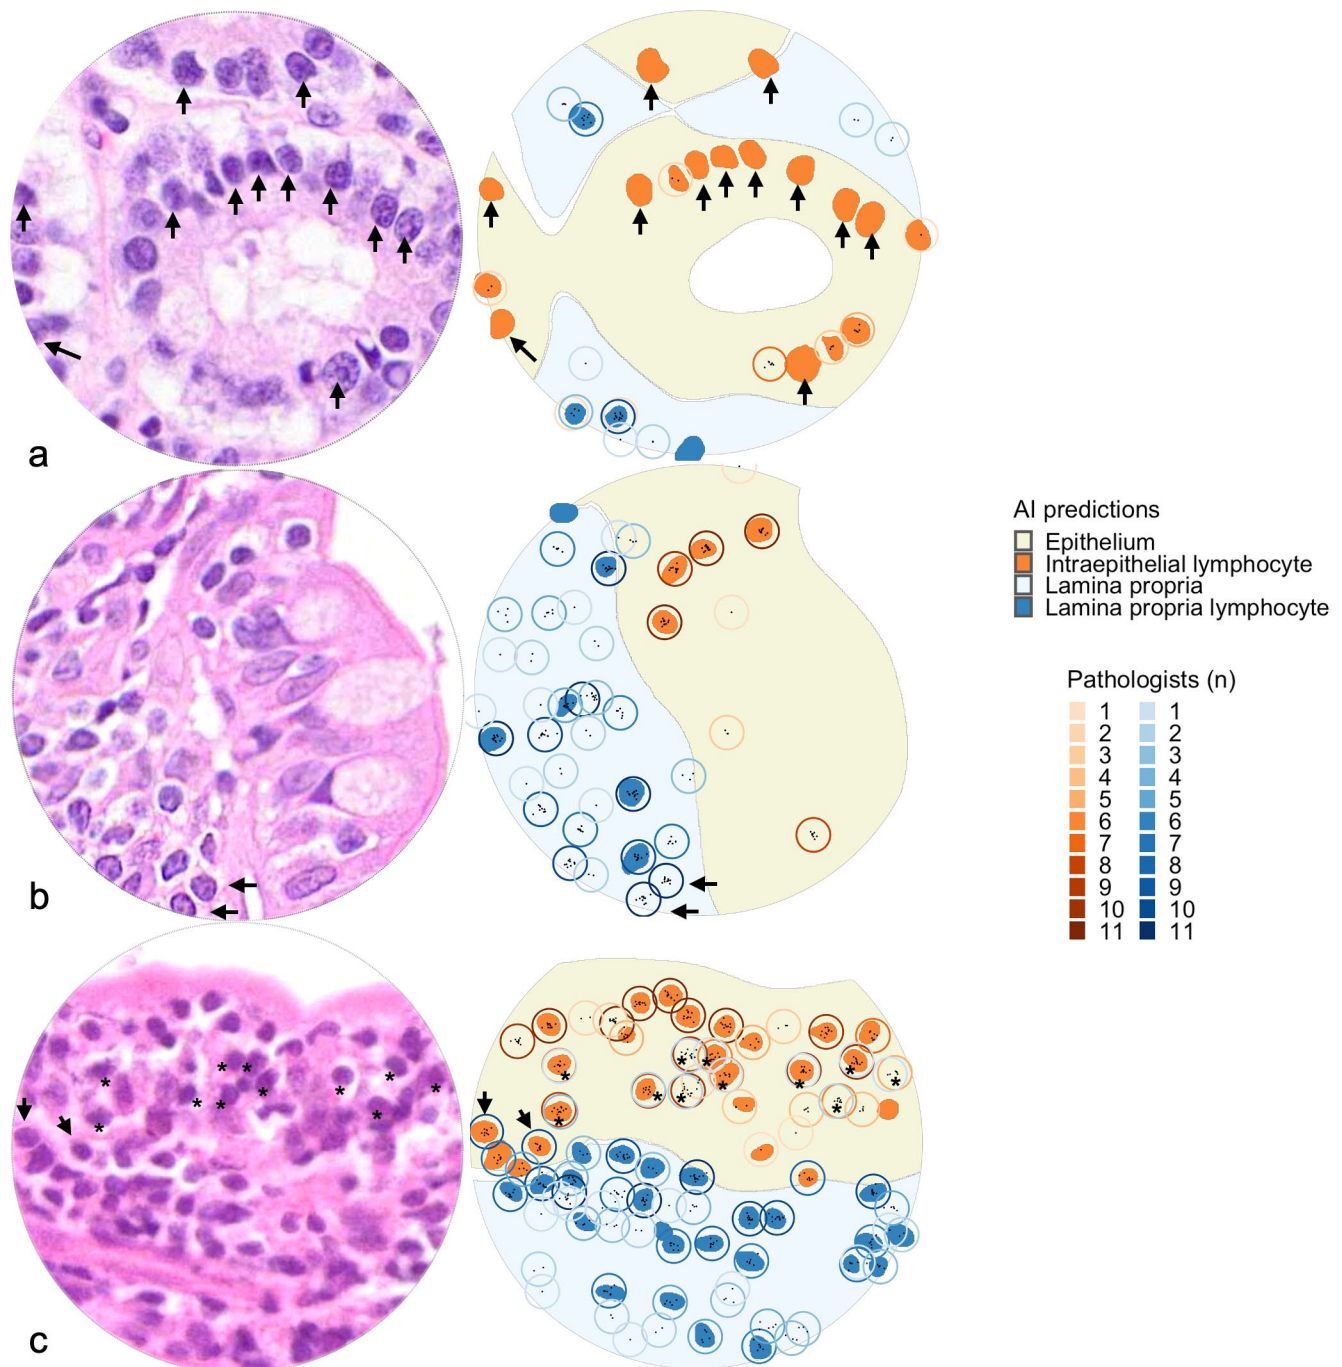 a
b
c
AI predictions
Epithelium
Intraepithelial lymphocyte
Lamina propria
Lamina propria lymphocyte
Pathologists (n)
1 1
2 2
3 3
4 4
5 5
6 6
7 7
8 8
9 9
10 10
11 11